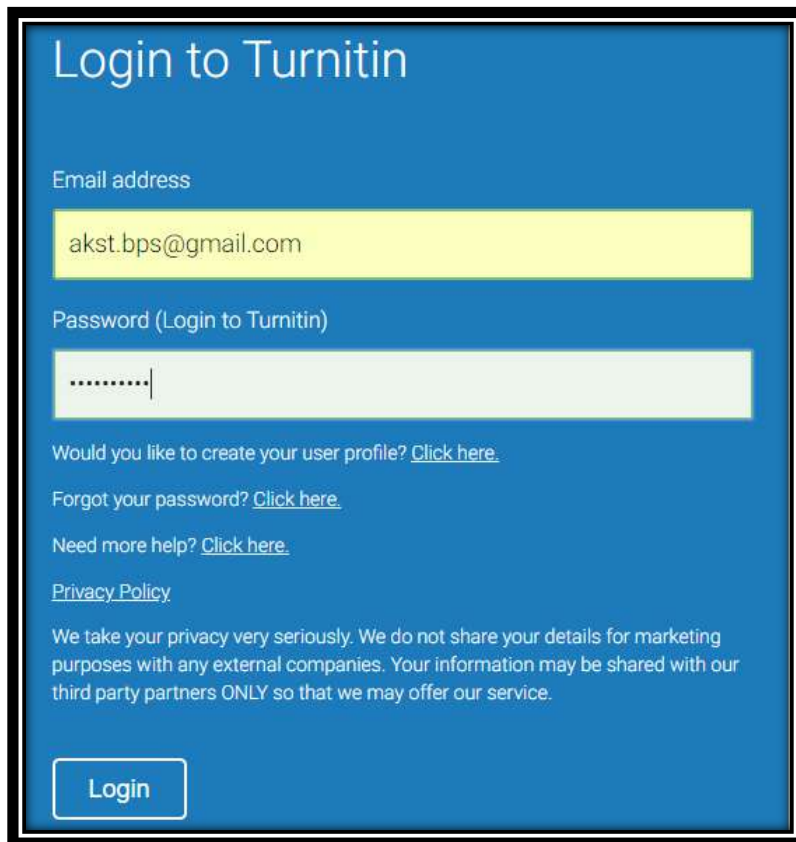 Login to Turnitin
Email address
akst.bps@gmail.com
Password (Login to Turnitin)
••••••••••
Would you like to create your user profile? Click here.
Forgot your password? Click here.
Need more help? Click here.
Privacy Policy
We take your privacy very seriously. We do not share your details for marketing
purposes with any external companies. Your information may be shared with our
third party partners ONLY so that we may offer our service.
Login